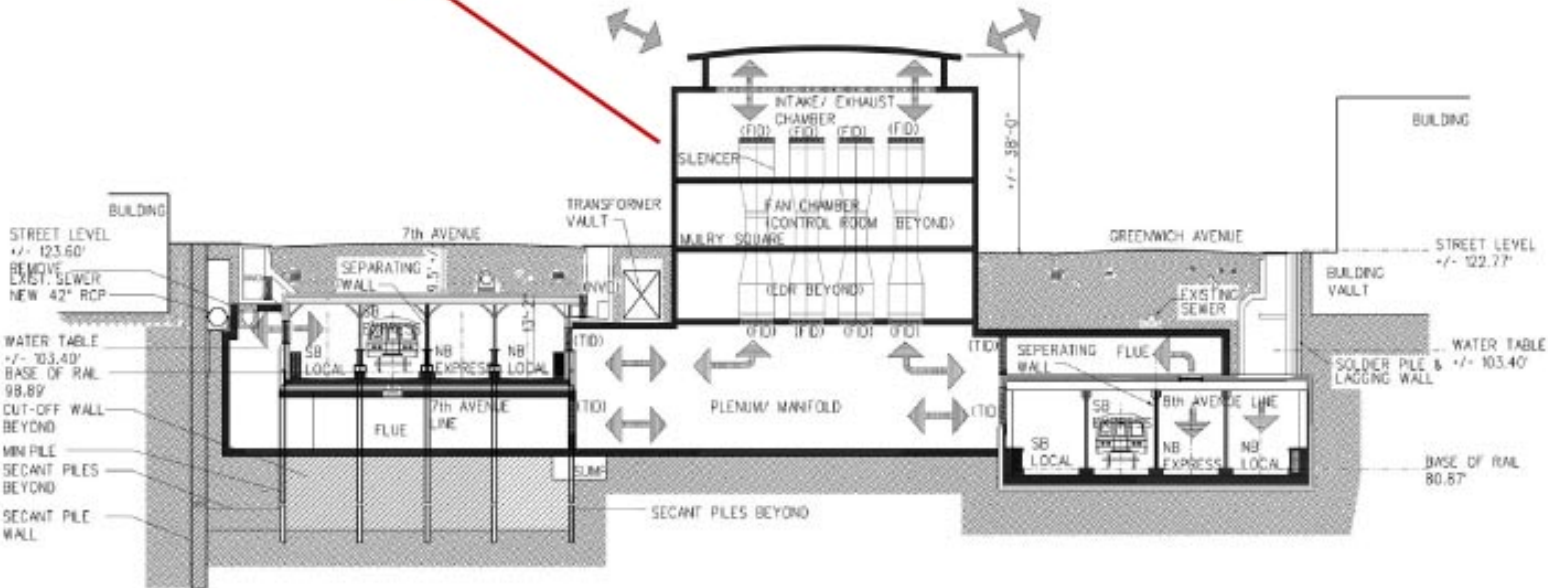 INTAKE/ EXHAUST
CHAMBER
(FID) (FID) (FID) (FID)
SILENCER
+/- 38'-0"
BUILDING
BUILDING
TRANSFORMER
VAULT
FAN CHAMBER
(CONTROL ROOM BEYOND)
MULRY SQUARE
7th AVENUE
GREENWICH AVENUE
STREET LEVEL
+/- 123.60'
REMOVE
EXIST. SEWER
NEW 42" RCP
SEPARATING
WALL
(EDR BEYOND)
(FID) (FID) (FID) (FID)
EXISTING
SEWER
BUILDING
VAULT
STREET LEVEL
+/- 122.77'
WATER TABLE
+/- 103.40'
BASE OF RAIL
98.89'
CUT-OFF WALL
BEYOND
MINIPILE
SECANT PILES
BEYOND
SECANT PILE
WALL
SB
LOCAL
SB
NB
EXPRESS
NB
LOCAL
7th AVENUE
LINE
FLUE
(TID)
(TID)
SUMP
SECANT PILES BEYOND
PLENUM/ MANIFOLD
(TID)
(TID
SEPERATING
WALL
FLUE
8th AVENUE LINE
SB
LOCAL
SB
EXPRESS
NB
EXPRESS
NB
LOCAL
SOLDIER PILE &
LAGGING WALL
WATER TABLE
+/- 103.40'
BASE OF RAIL
80.87'